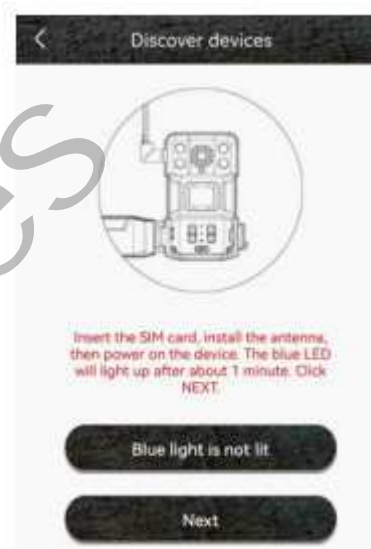 Discover devices
Insert the SIM card, install the antenna,
then power on the device. The blue LED
will light up after about 1 minute. Click
NEXT.
Blue light is not lit
Next